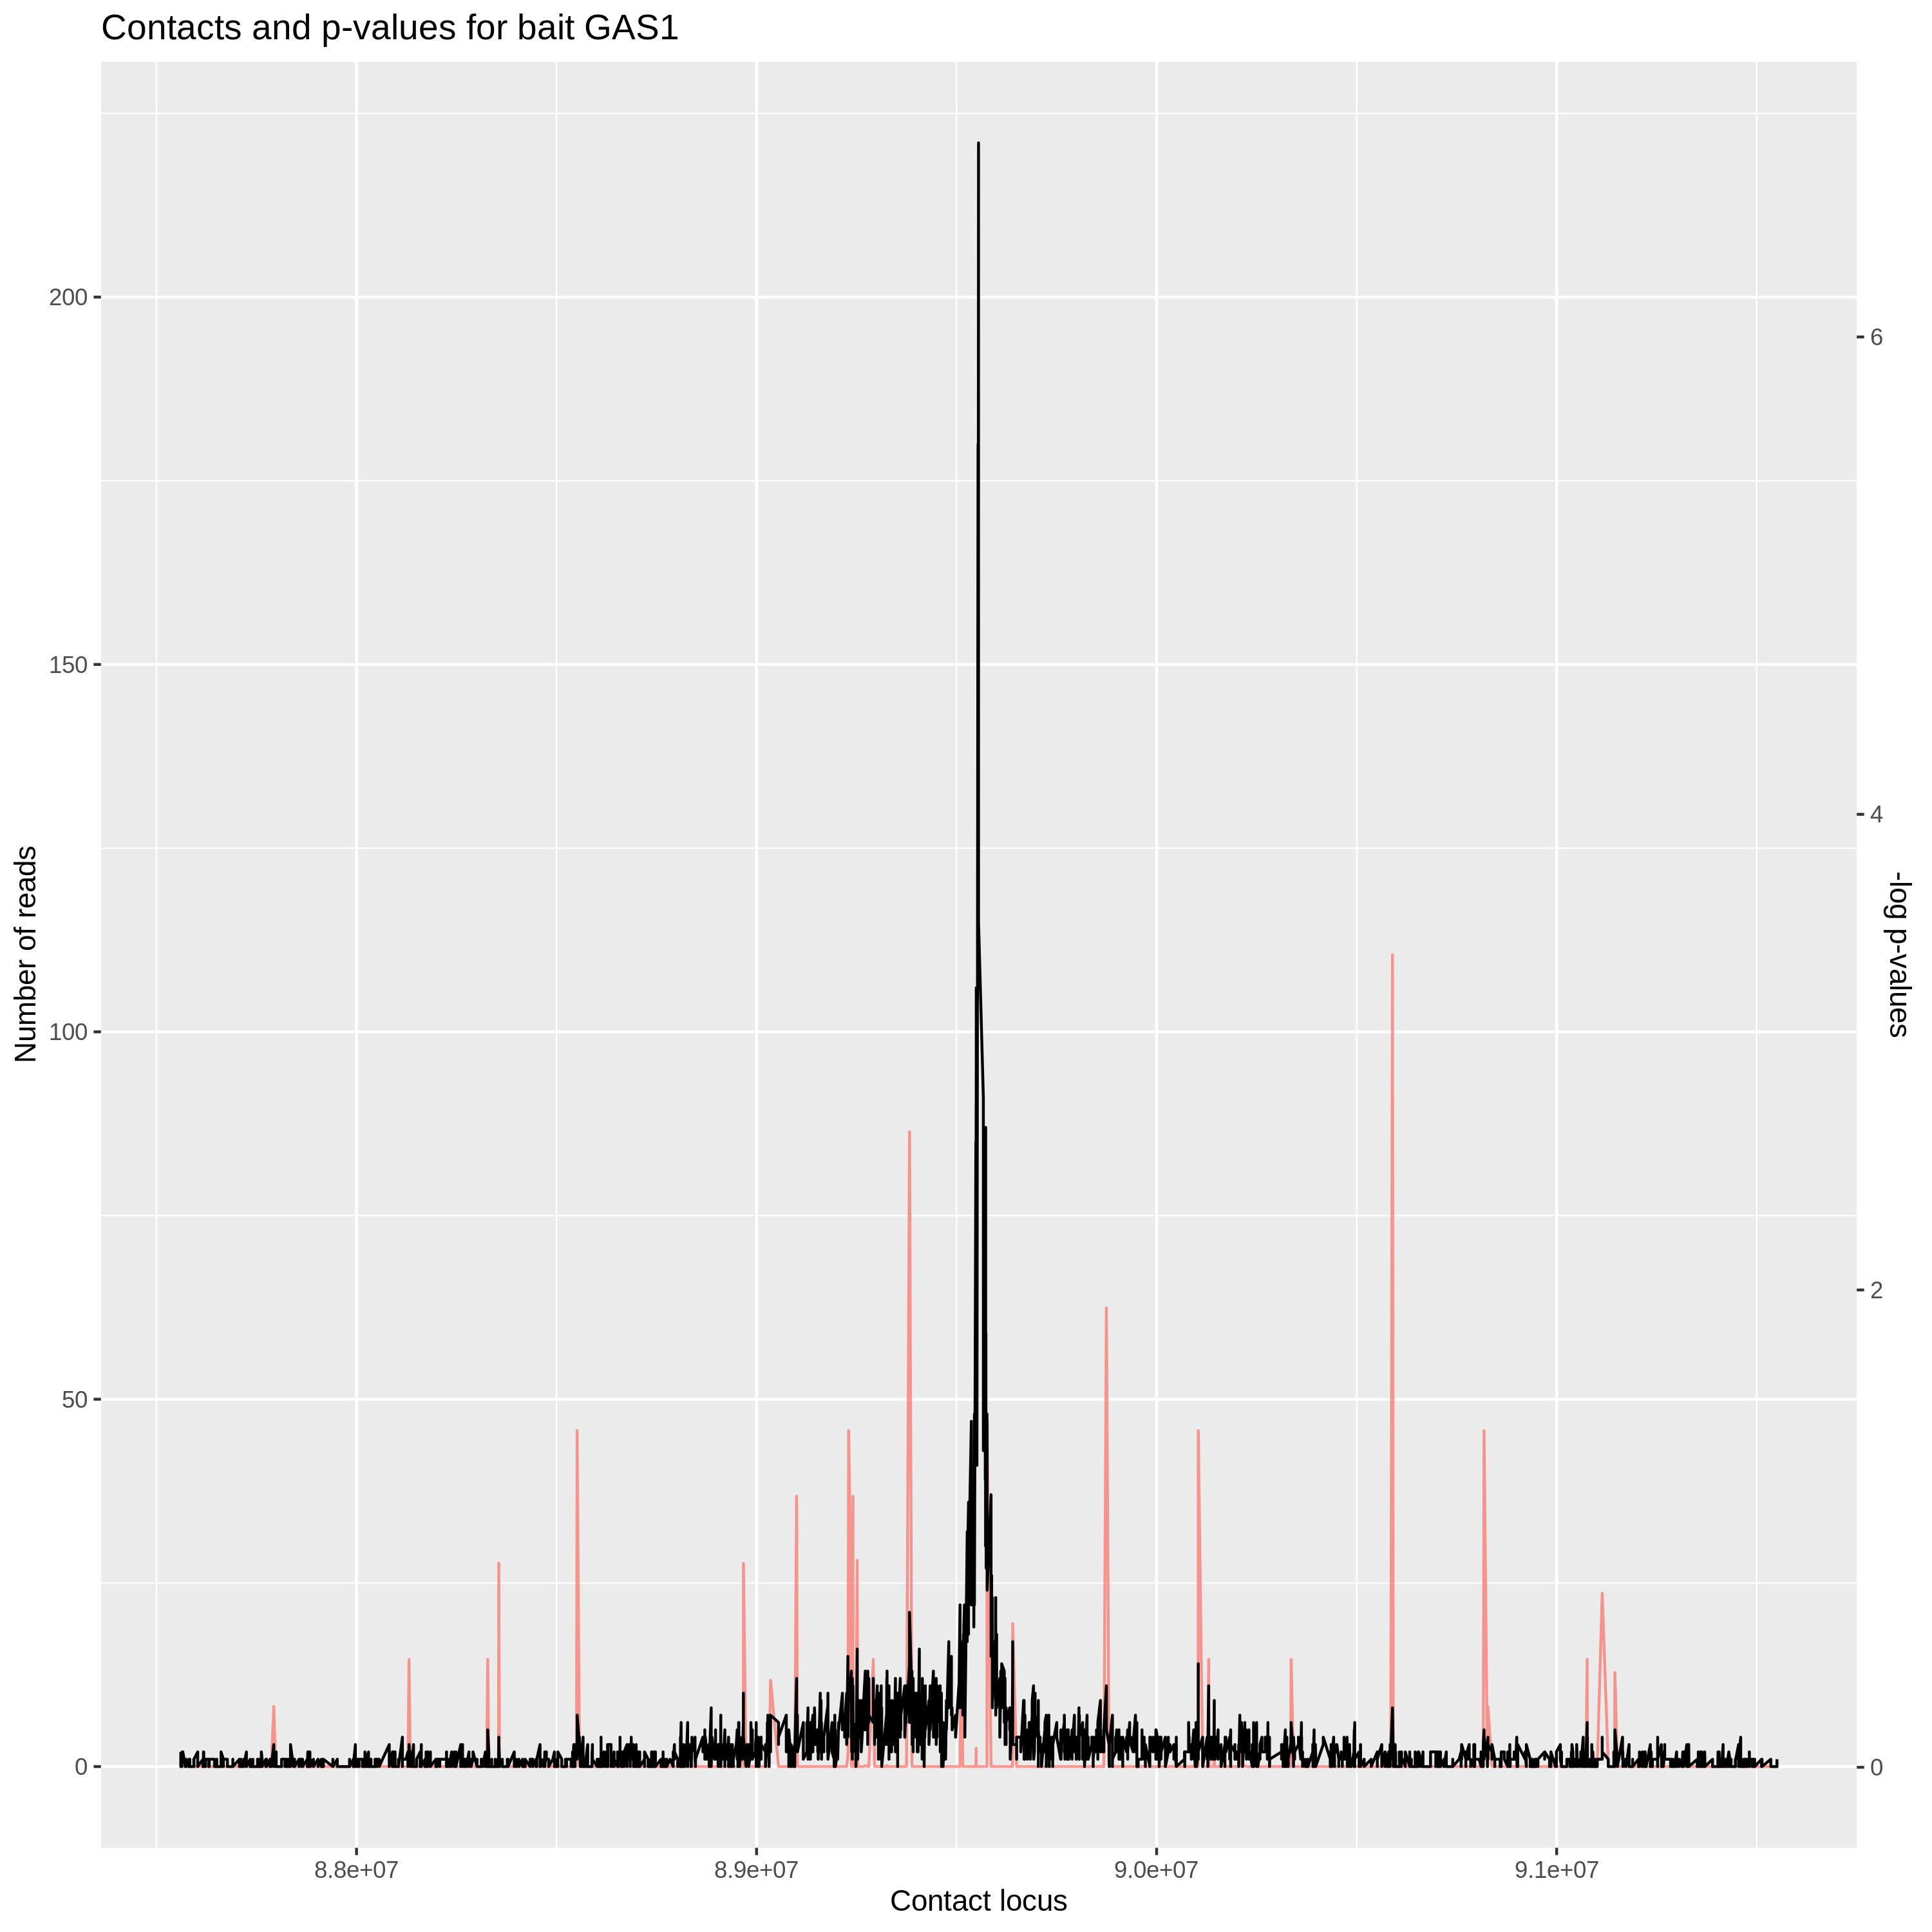 Contacts and p-values for bait GAS1
Number of reads
200
150
100
50
0
6
4
2
0
-log p-values
8.8e+07
8.9e+07
9.0e+07
9.1e+07
Contact locus